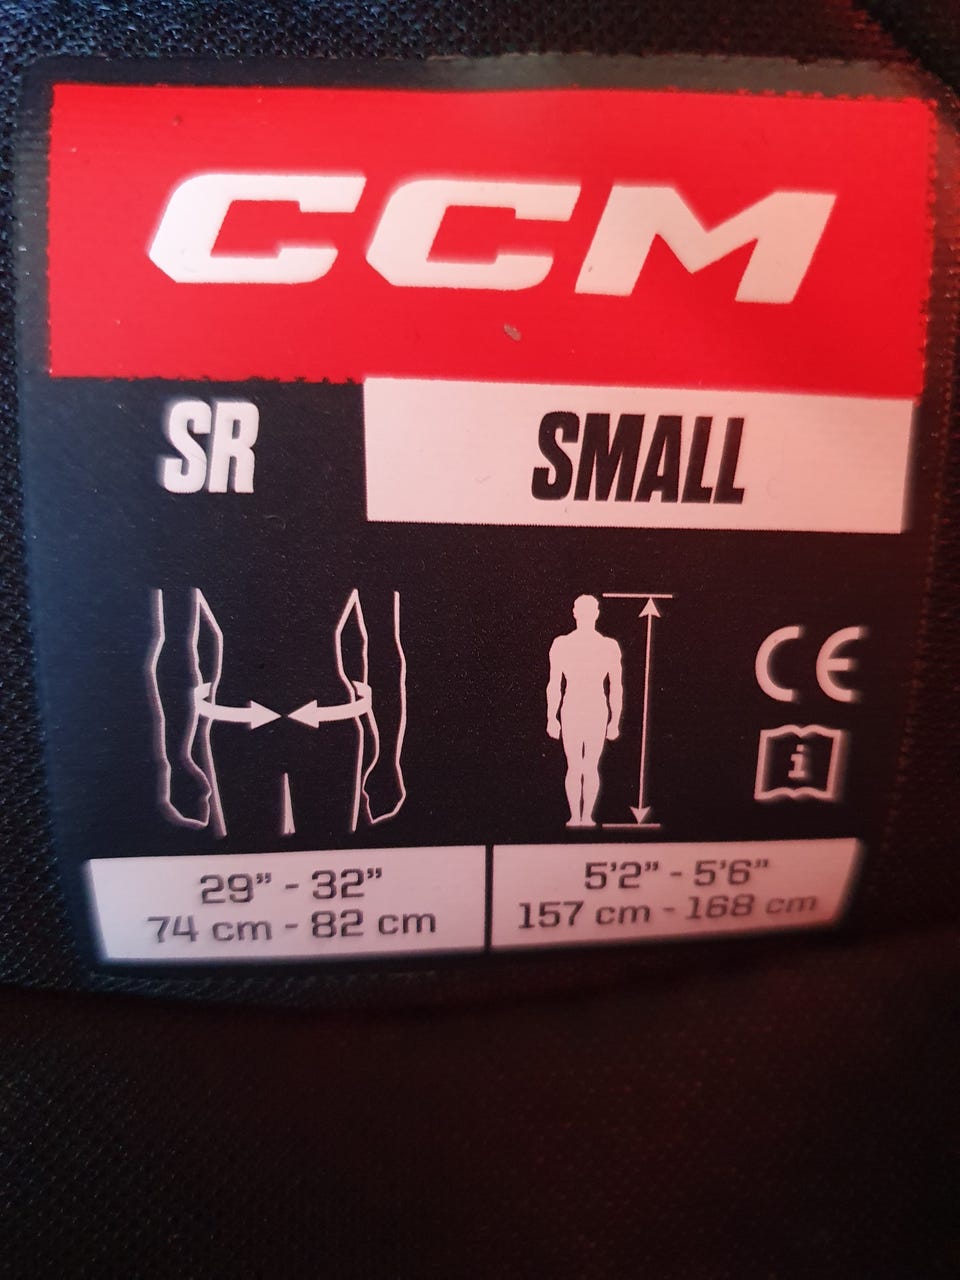 CCM
SR SMALL
CE
i
29” - 32” 5’2” - 5’6”
74 cm - 82 cm 157 cm - 168 cm